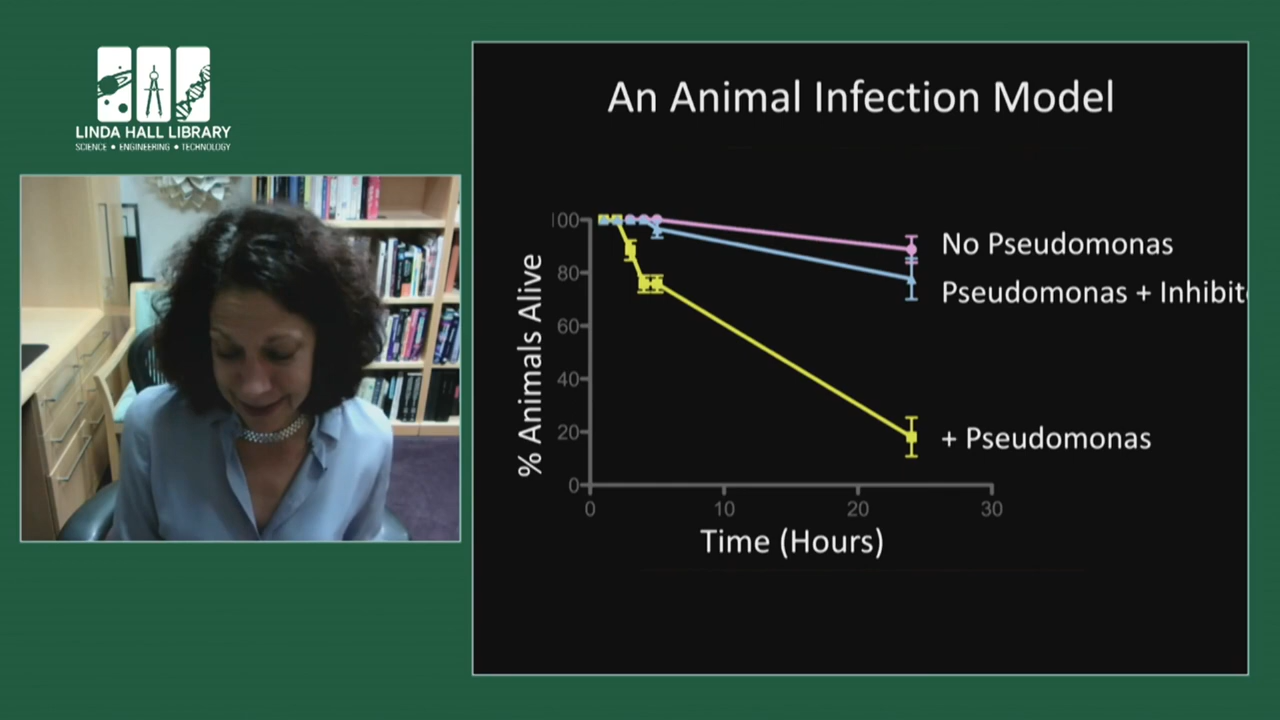 LINDA HALL LIBRARY
SCIENCE • ENGINEERING • TECHNOLOGY
An Animal Infection Model
% Animals Alive
100
80
60
40
20
0
0 10 20 30
Time (Hours)
No Pseudomonas
Pseudomonas + Inhibit
+ Pseudomonas